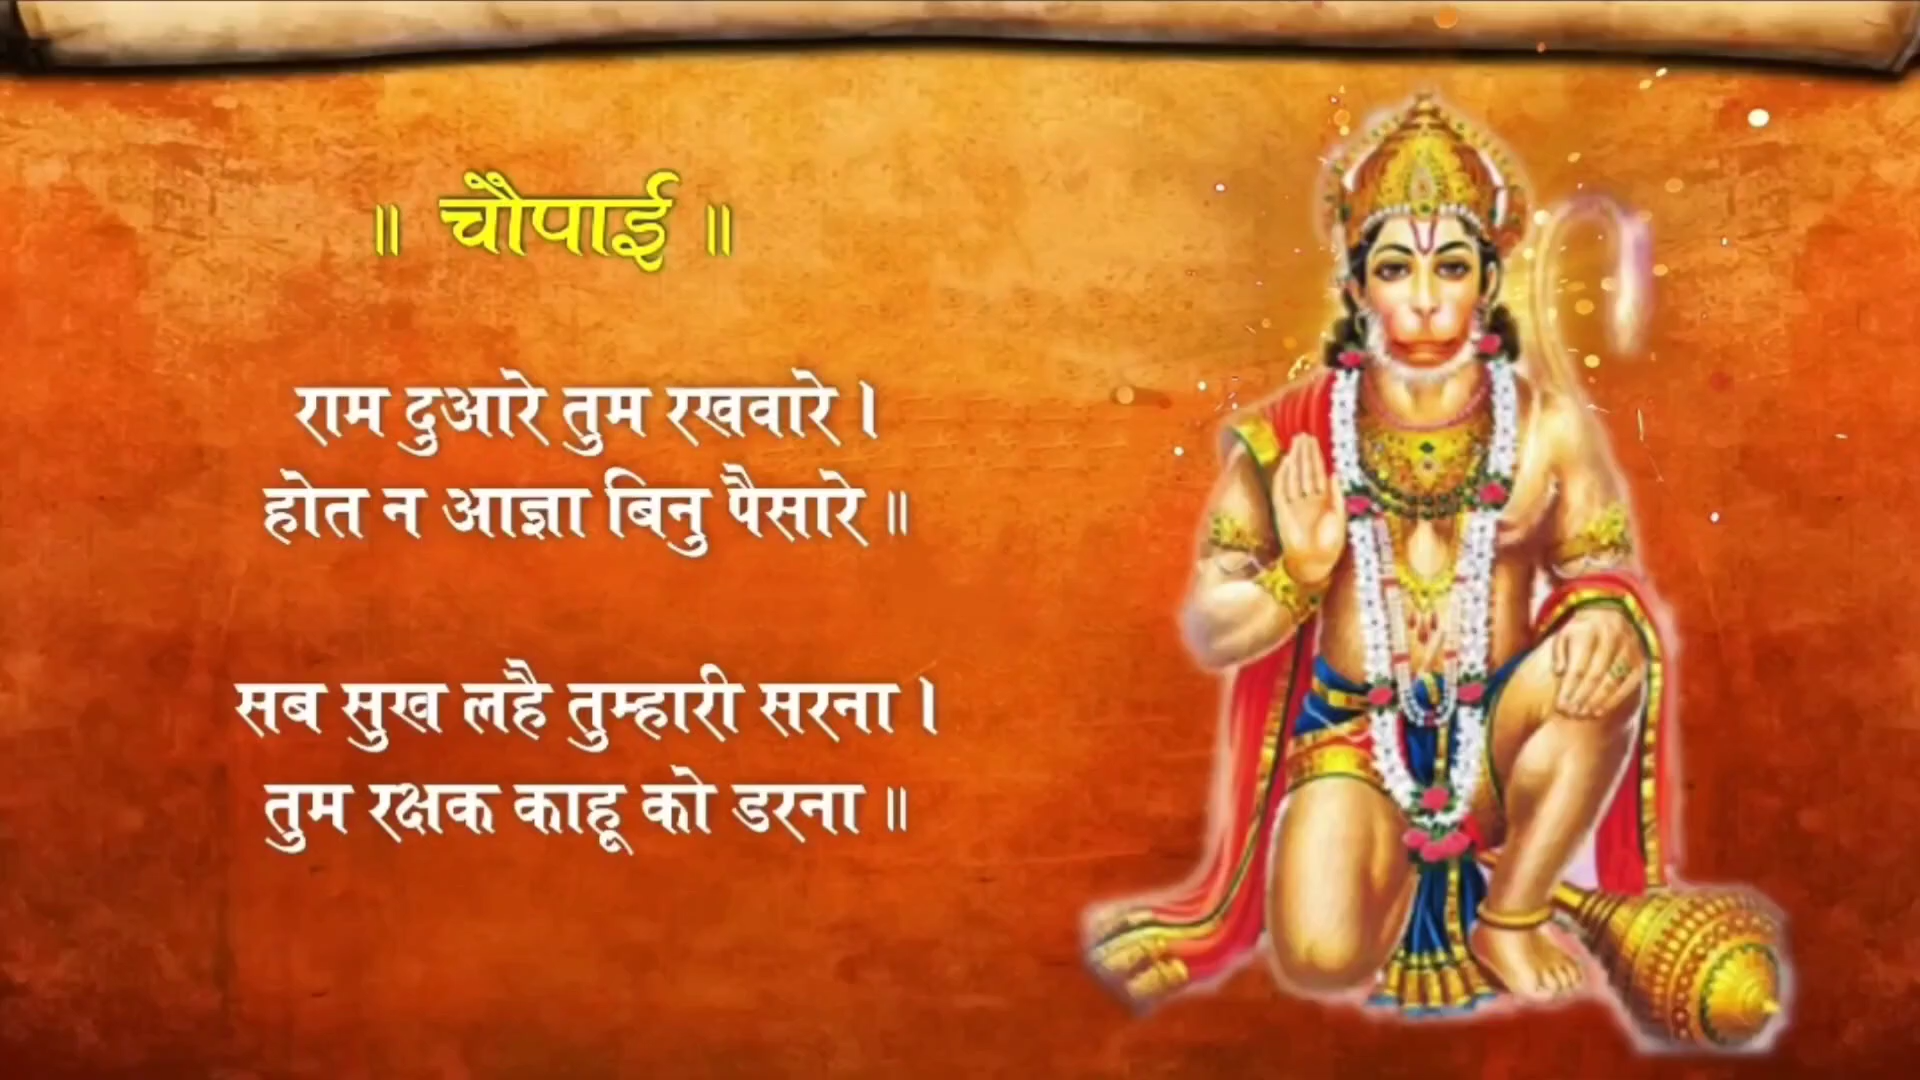 ॥ चौपाई ॥
राम दुआरे तुम रखवारे ।
होत न आज्ञा बिनु पैसारे ॥
सब सुख लहै तुम्हारी सरना ।
तुम रक्षक काहू को डरना ॥